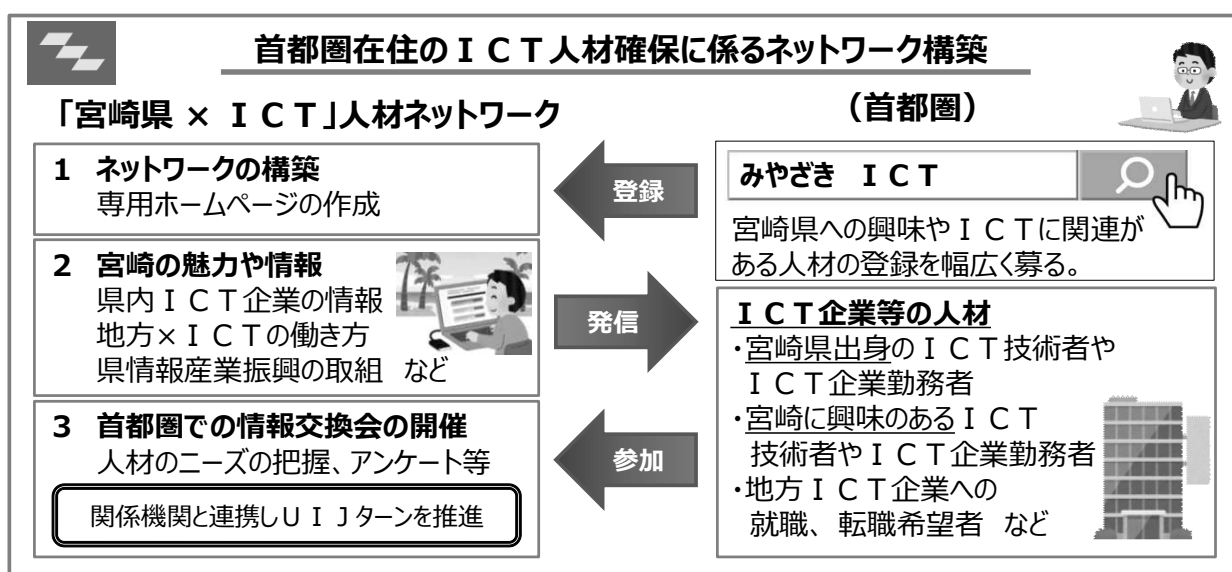 首都圏在住のＩＣＴ人材確保に係るネットワーク構築
「宮崎県 × ＩＣＴ」人材ネットワーク
（首都圏）
1 ネットワークの構築
専用ホームページの作成
2 宮崎の魅力や情報
県内ＩＣＴ企業の情報
地方×ＩＣＴの働き方
県情報産業振興の取組 など
3 首都圏での情報交換会の開催
人材のニーズの把握、アンケート等
関係機関と連携しＵＩＪターンを推進
登録
発信
参加
みやざき ＩＣＴ
宮崎県への興味やＩＣＴに関連が
ある人材の登録を幅広く募る。
ＩＣＴ企業等の人材
・宮崎県出身のＩＣＴ技術者や
ＩＣＴ企業勤務者
・宮崎に興味のあるＩＣＴ
技術者やＩＣＴ企業勤務者
・地方ＩＣＴ企業への
就職、転職希望者 など